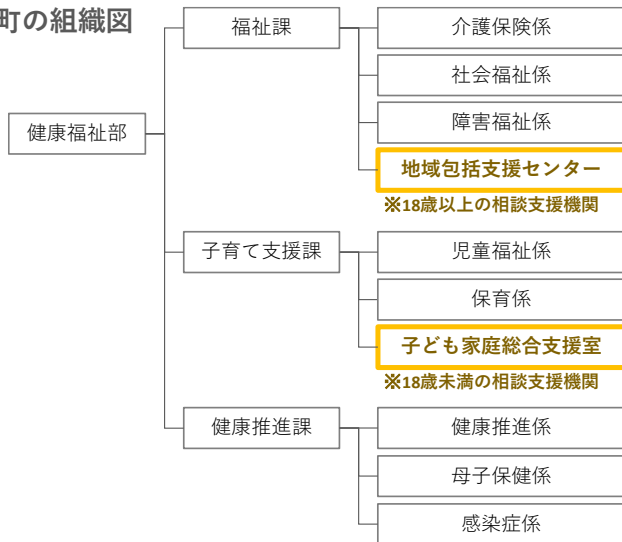 町の組織図
健康福祉部
福祉課
介護保険係
社会福祉係
障害福祉係
地域包括支援センター
※18歳以上の相談支援機関
子育て支援課
児童福祉係
保育係
子ども家庭総合支援室
※18歳未満の相談支援機関
健康推進課
健康推進係
母子保健係
感染症係